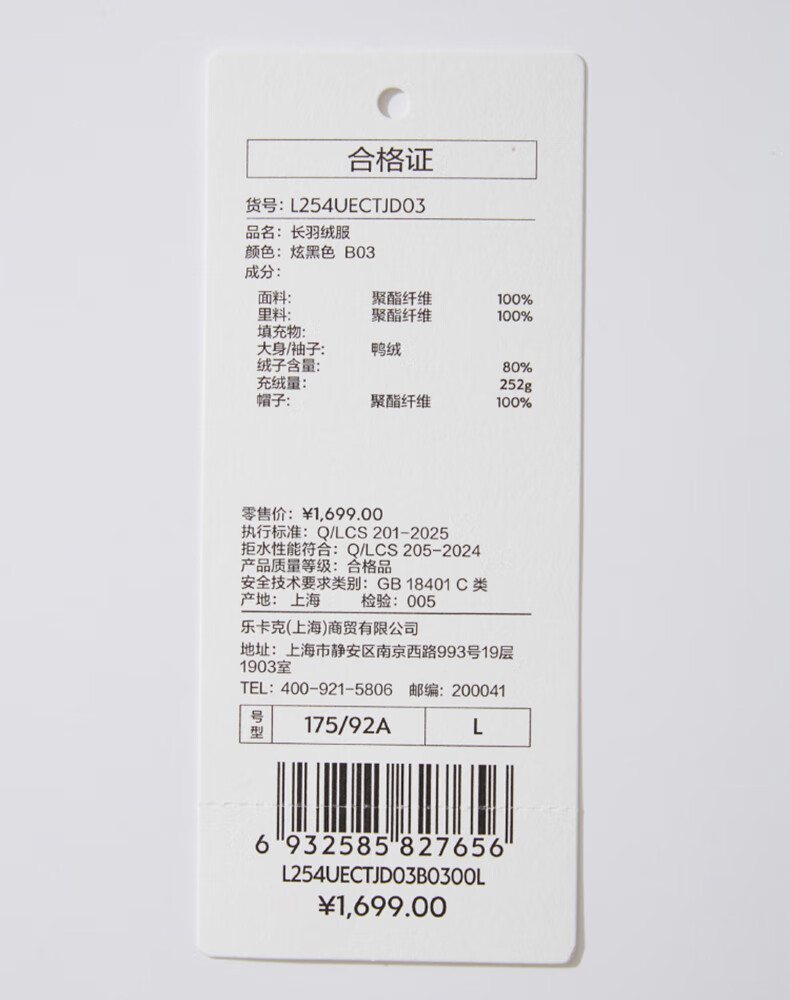 合格证
货号: L254UECTJD03
品名: 长羽绒服
颜色: 炫黑色 B03
成分:
面料: 聚酯纤维 100%
里料: 聚酯纤维 100%
填充物:
大身/袖子: 鸭绒
绒子含量: 80%
充绒量: 252g
帽子: 聚酯纤维 100%
零售价: ¥1,699.00
执行标准: Q/LCS 201-2025
拒水性能符合: Q/LCS 205-2024
产品质量等级: 合格品
安全技术要求类别: GB 18401 C 类
产地: 上海 检验: 005
乐卡克(上海)商贸有限公司
地址: 上海市静安区南京西路993号19层
1903室
TEL: 400-921-5806 邮编: 200041
号型 175/92A L
6 932585 827656
L254UECTJD03B0300L
¥1,699.00